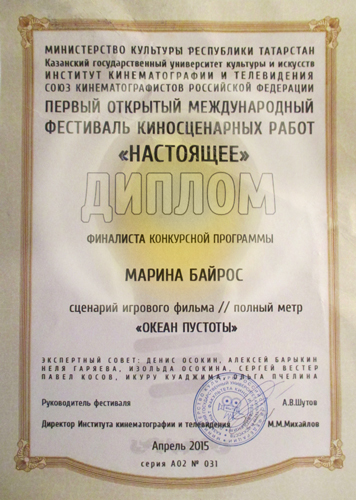 МИНИСТЕРСТВО КУЛЬТУРЫ РЕСПУБЛИКИ ТАТАРСТАН
Казанский государственный университет культуры и искусств
ИНСТИТУТ КИНЕМАТОГРАФИИ И ТЕЛЕВИДЕНИЯ
СОЮЗ КИНЕМАТОГРАФИСТОВ РОССИЙСКОЙ ФЕДЕРАЦИИ
ПЕРВЫЙ ОТКРЫТЫЙ МЕЖДУНАРОДНЫЙ
ФЕСТИВАЛЬ КИНОСЦЕНАРНЫХ РАБОТ
«НАСТОЯЩЕЕ»
ДИПЛОМ
ФИНАЛИСТА КОНКУРСНОЙ ПРОГРАММЫ
МАРИНА БАЙРОС
сценарий игрового фильма // полный метр
«ОКЕАН ПУСТОТЫ»
ЭКСПЕРТНЫЙ СОВЕТ: ДЕНИС ОСОКИН, АЛЕКСЕЙ БАРЫКИН
НЕЛЯ ГАРЯЕВА, ИЗОЛЬДА ОСОКИНА, СЕРГЕЙ ВЕСТЕР
ПАВЕЛ КОСОВ, ИКУРУ КУАДЖИМА, ОЛЬГА ПЧЕЛИНА
Руководитель фестиваля А.В.Шутов
Директор Института кинематографии и телевидения М.М.Михайлов
Апрель 2015
серия А02 № 031